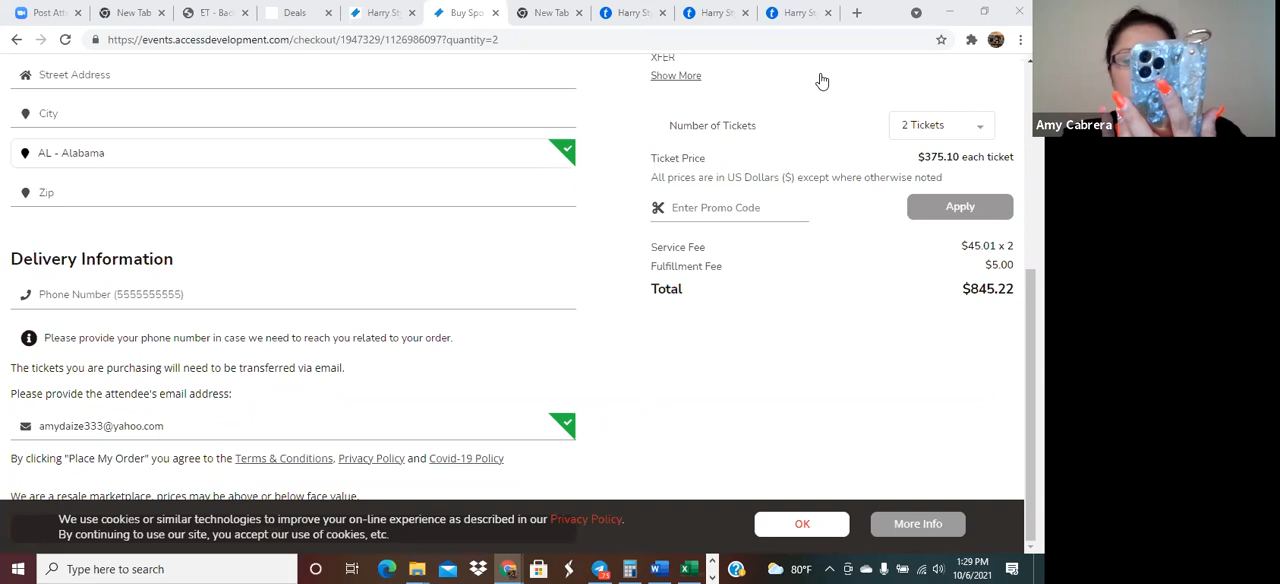 Post Att
New Tab
ET - Bac
Deals
Harry St
Buy Spo
New Tab
Harry St
Harry St
Harry St
https://events.accessdevelopment.com/checkout/1947329/1126986097?quantity=2
XFER
Show More
Street Address
City
AL - Alabama
Zip
Number of Tickets
2 Tickets
Ticket Price
$375.10 each ticket
All prices are in US Dollars ($) except where otherwise noted
Enter Promo Code
Apply
Service Fee
$45.01 x 2
Fulfillment Fee
$5.00
Total
$845.22
Delivery Information
Phone Number (5555555555)
Please provide your phone number in case we need to reach you related to your order.
The tickets you are purchasing will need to be transferred via email.
Please provide the attendee's email address:
amydaize333@yahoo.com
By clicking "Place My Order" you agree to the Terms & Conditions, Privacy Policy and Covid-19 Policy
We are a resale marketplace, prices may be above or below face value.
We use cookies or similar technologies to improve your on-line experience as described in our Privacy Policy.
By continuing to use our site, you accept our use of cookies, etc.
OK
More Info
Amy Cabrera
Type here to search
80°F
1:29 PM
10/6/2021